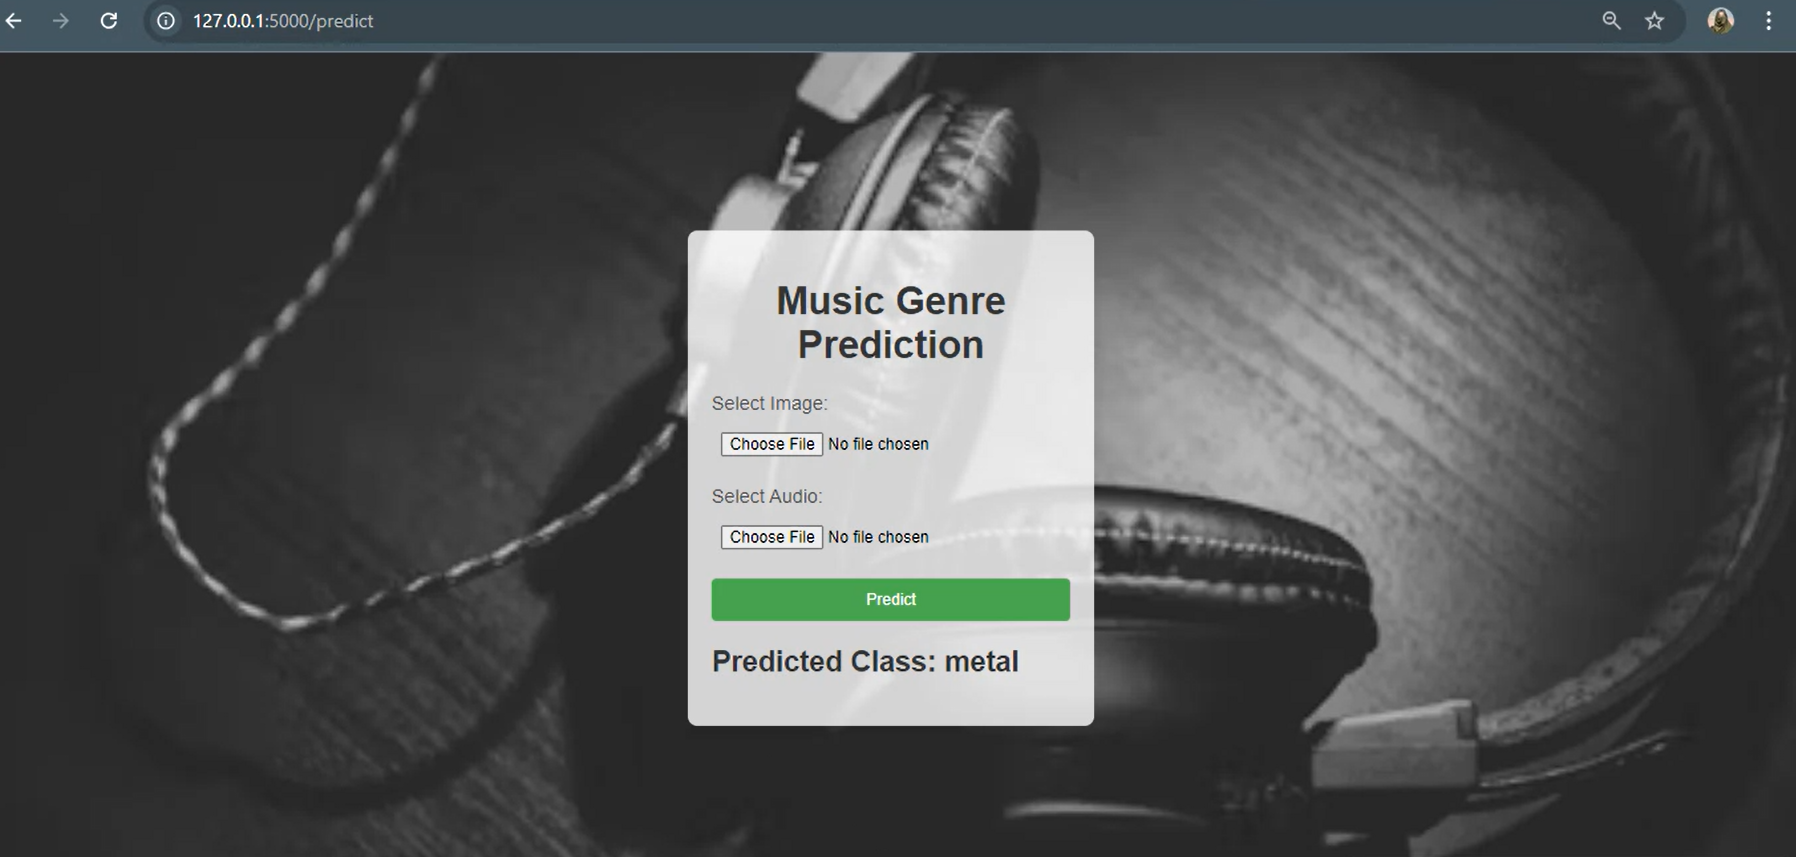 127.0.0.1:5000/predict
Music Genre
Prediction
Select Image:
Choose File No file chosen
Select Audio:
Choose File No file chosen
Predict
Predicted Class: metal